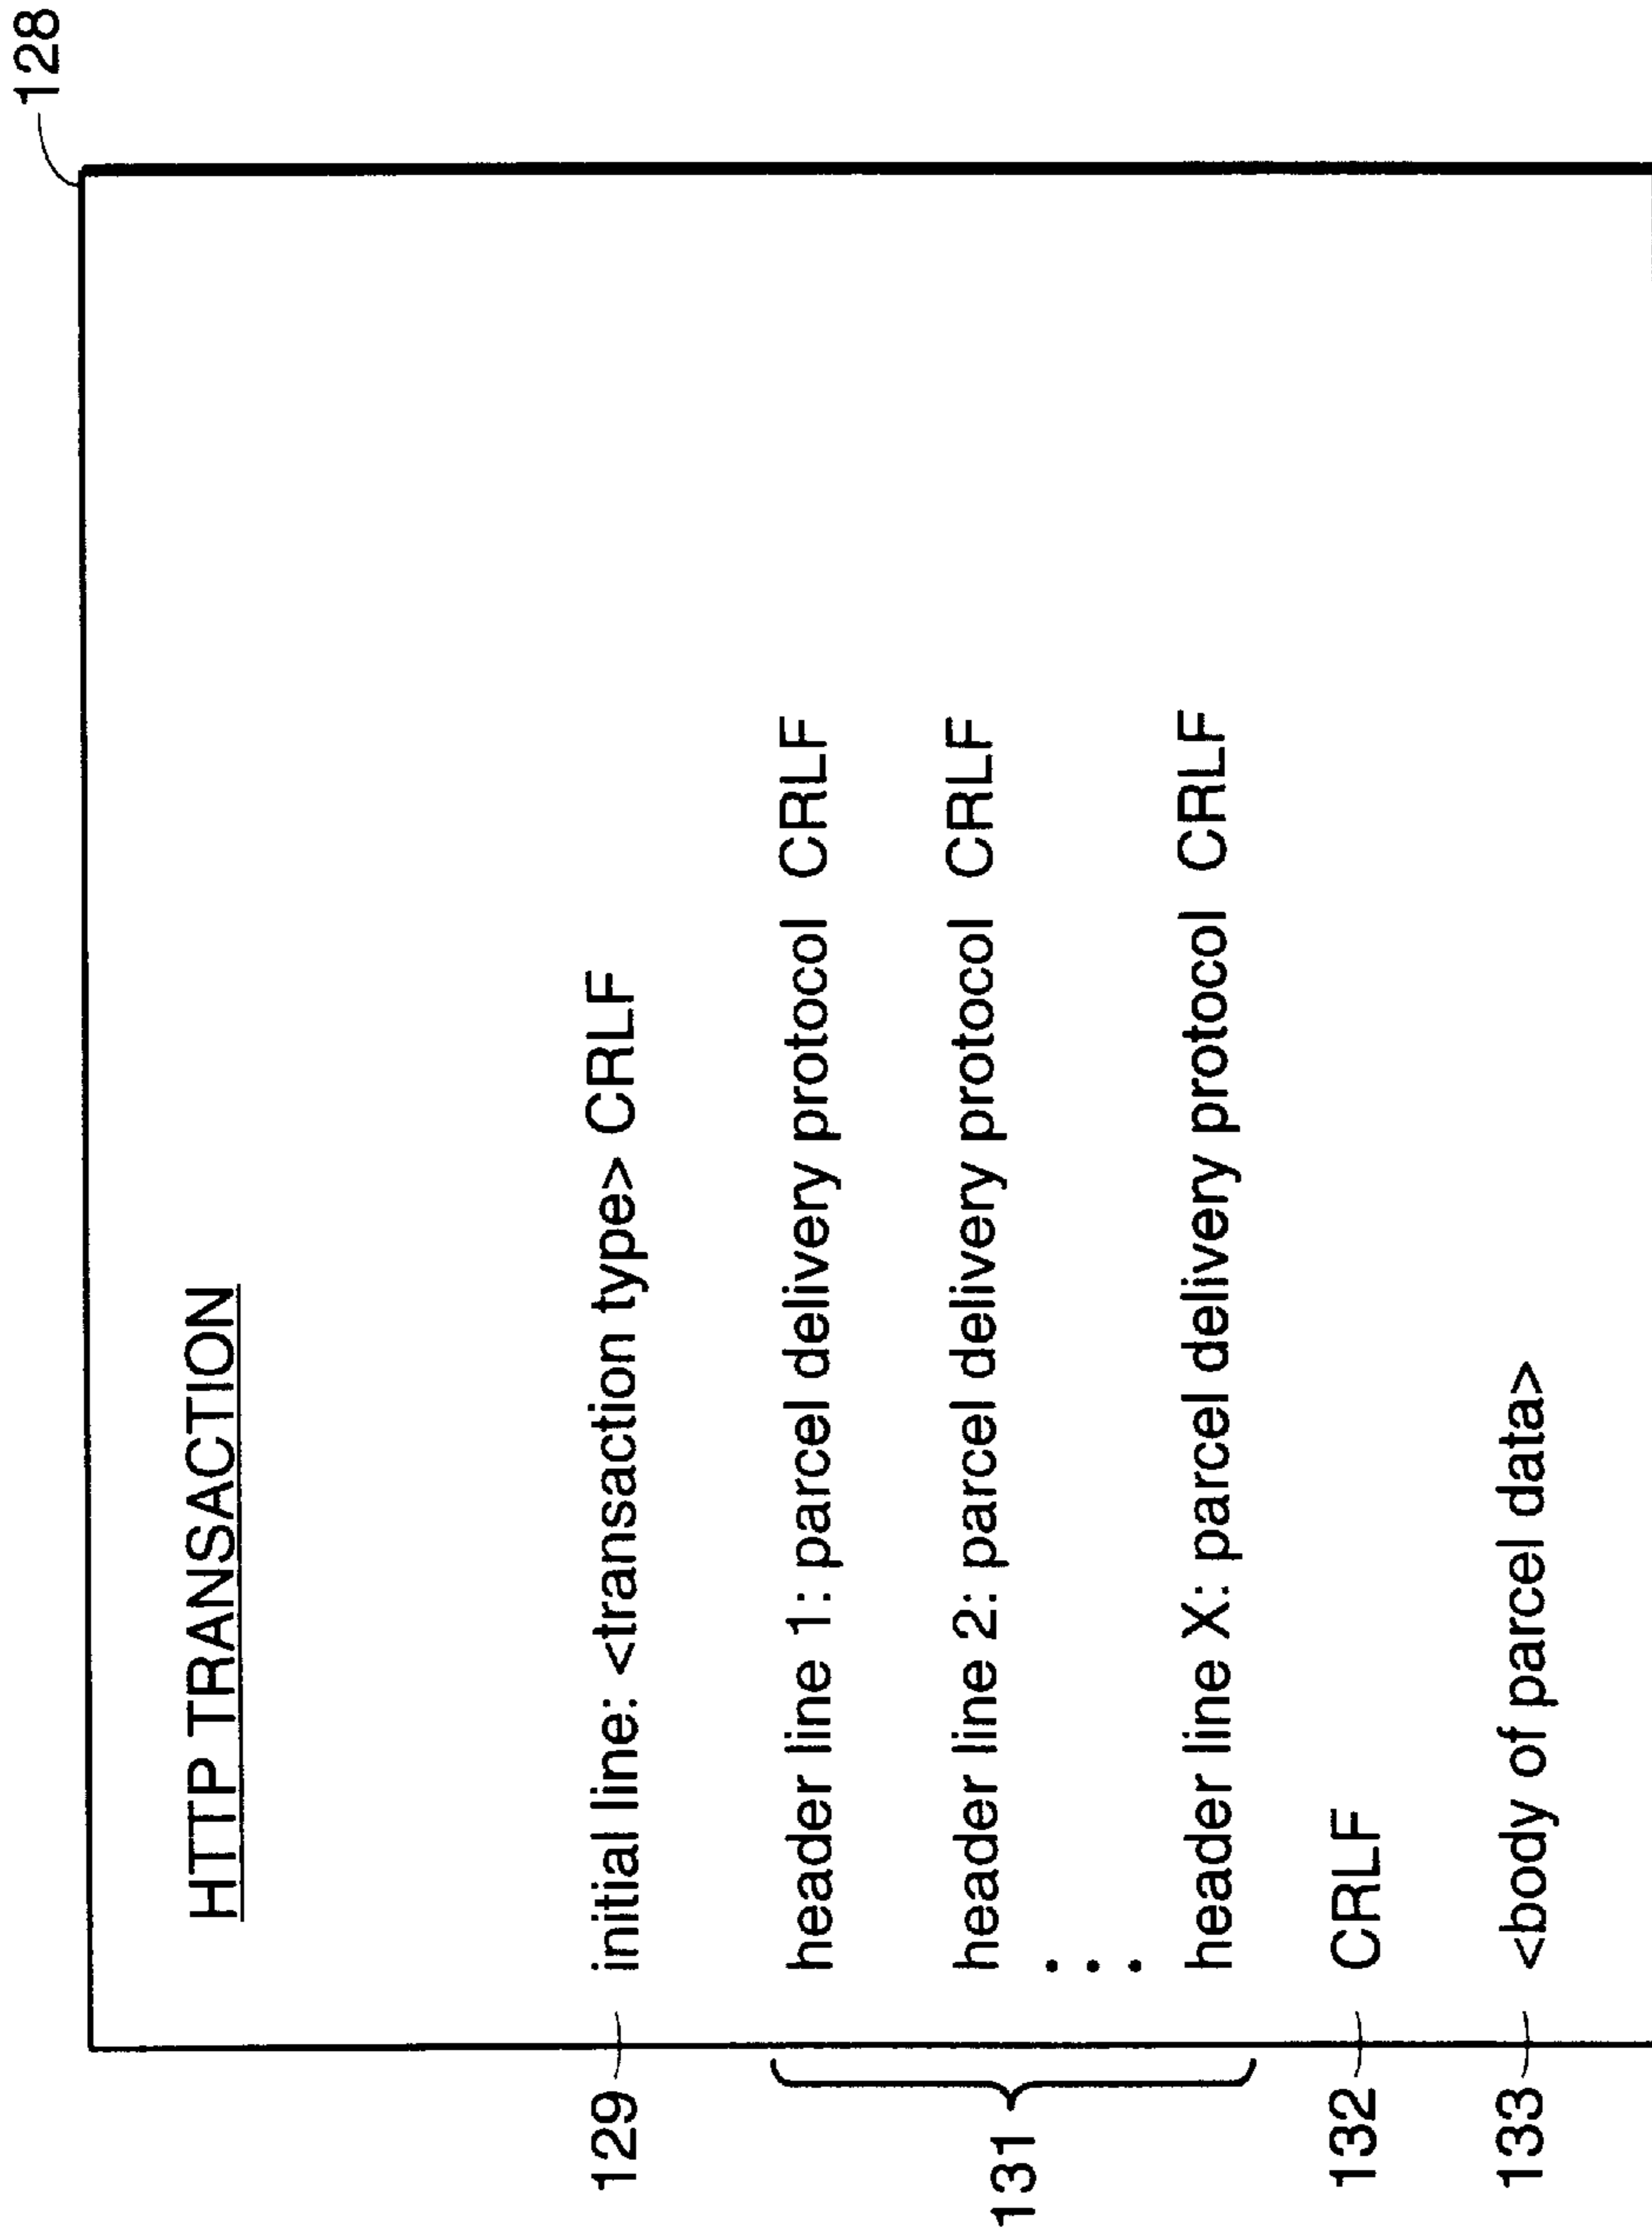 128
HTTP TRANSACTION
129 initial line: <transaction type> CRLF
header line 1: parcel delivery protocol CRLF
header line 2: parcel delivery protocol CRLF
131
...
header line X: parcel delivery protocol CRLF
132 CRLF
133 <body of parcel data>